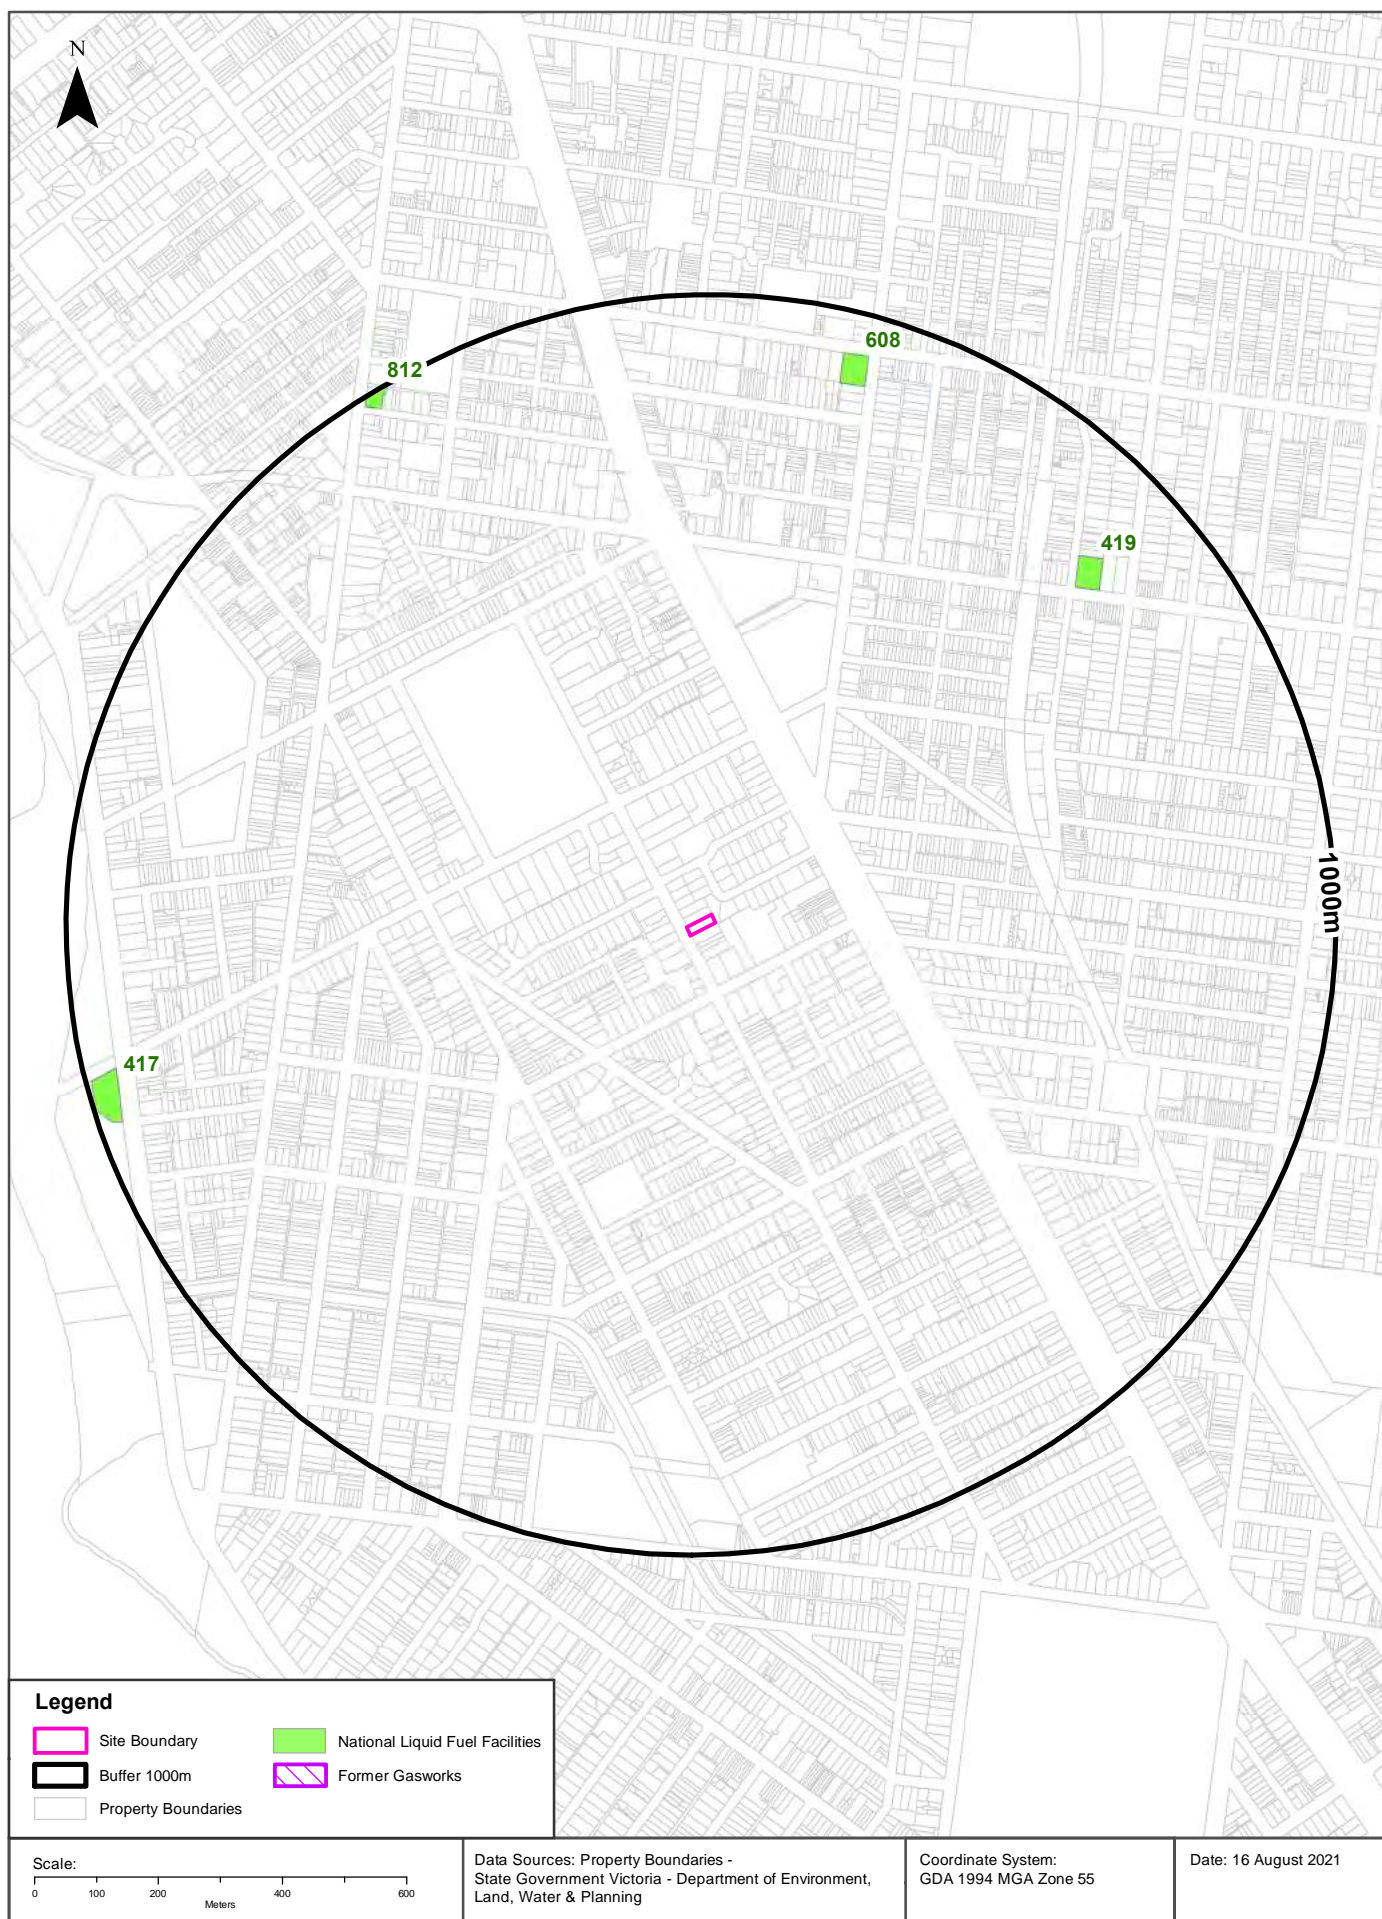 N
608
812
419
1000m
417
Legend
Site Boundary
National Liquid Fuel Facilities
Buffer 1000m
Former Gasworks
Property Boundaries
Scale:
0 100 200 400 600
Meters
Data Sources: Property Boundaries -
State Government Victoria - Department of Environment,
Land, Water & Planning
Coordinate System:
GDA 1994 MGA Zone 55
Date: 16 August 2021